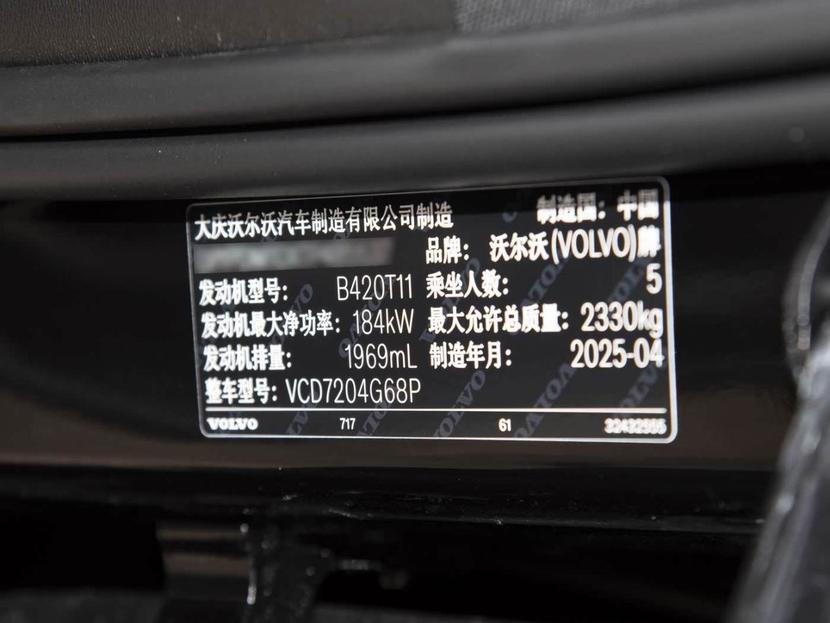 大庆沃尔沃汽车制造有限公司制造 制造国：中国
品牌：沃尔沃(VOLVO)牌
发动机型号：B420T11 乘坐人数：5
发动机最大净功率：184kW 最大允许总质量：2330kg
发动机排量：1969mL 制造年月：2025-04
整车型号：VCD7204G68P
VOLVO 717 61 32432555